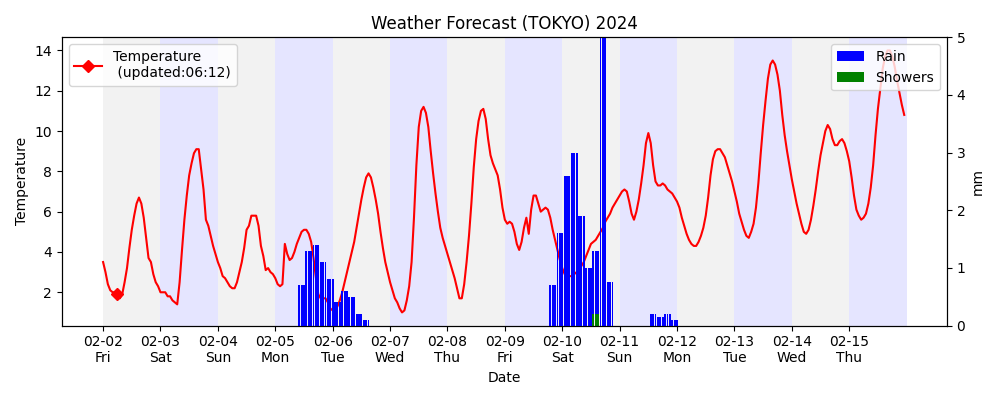 Weather Forecast (TOKYO) 2024
Temperature
(updated:06:12)
Rain
Showers
14
12
10
8
6
4
2
Temperature
5
4
3
2
1
0
mm
02-02 02-03 02-04 02-05 02-06 02-07 02-08 02-09 02-10 02-11 02-12 02-13 02-14 02-15
Fri Sat Sun Mon Tue Wed Thu Fri Sat Sun Mon Tue Wed Thu
Date